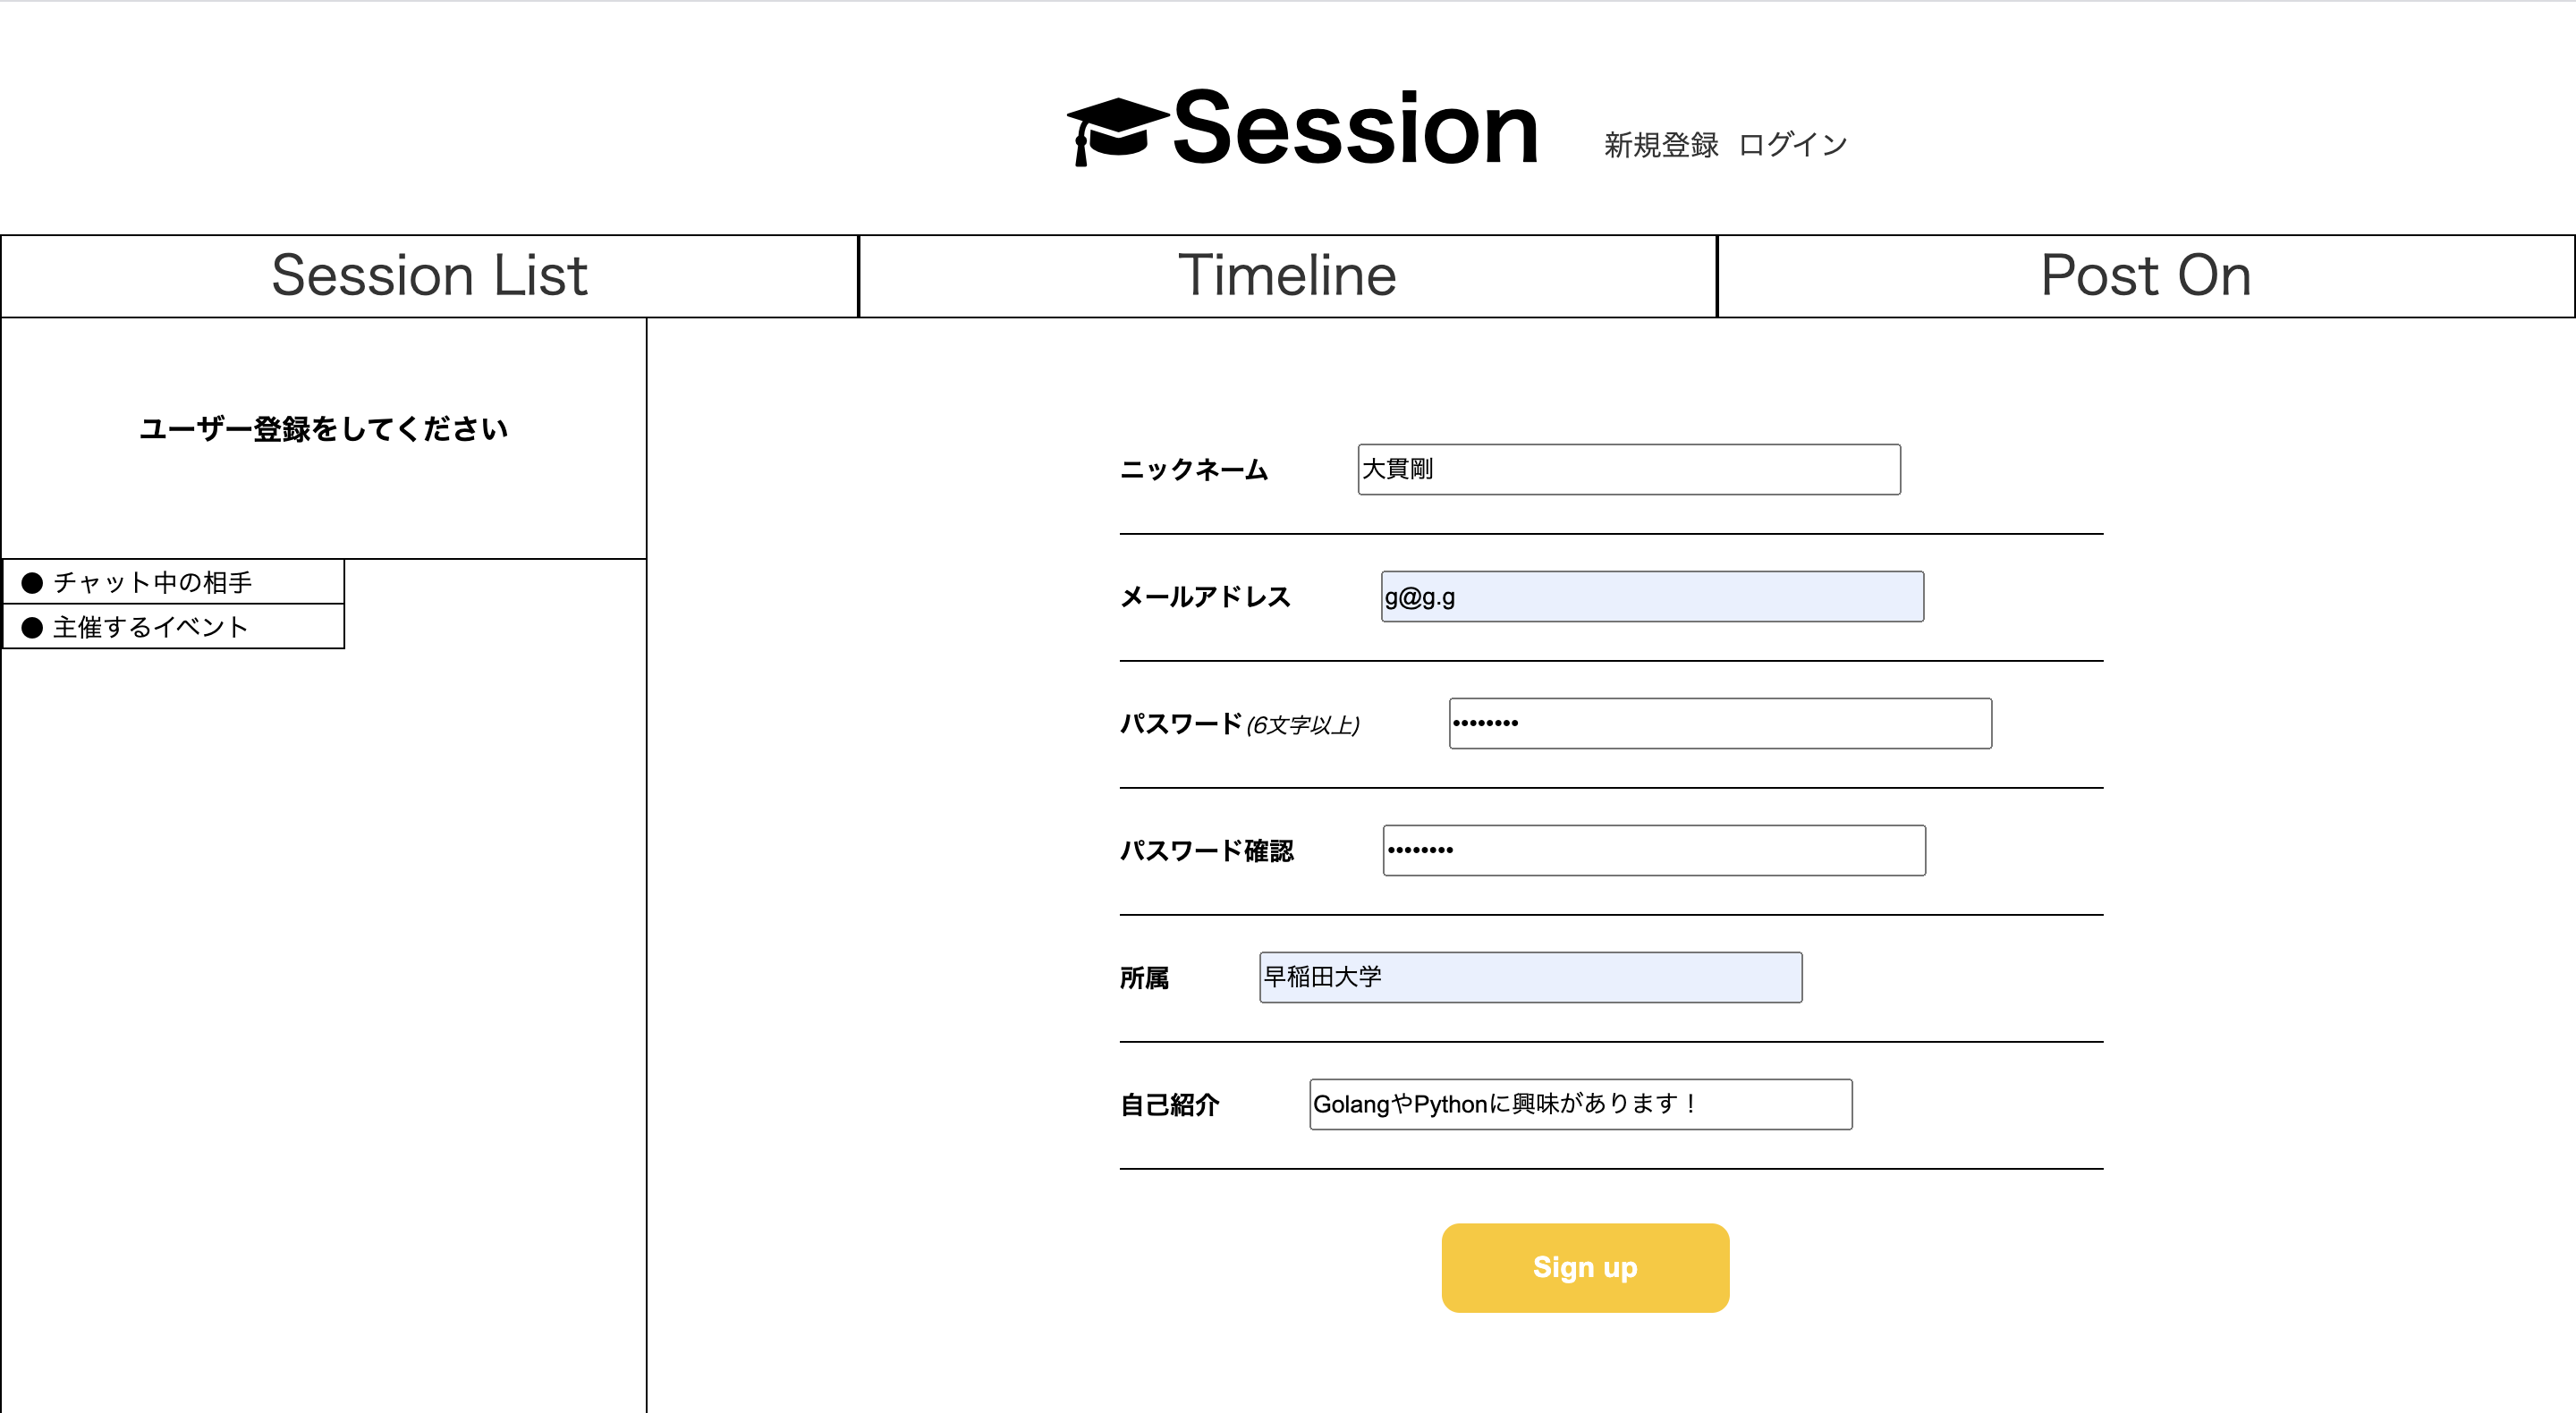 Session
新規登録 ログイン
Session List
Timeline
Post On
ユーザー登録をしてください
● チャット中の相手
● 主催するイベント
ニックネーム 大貫剛
メールアドレス g@g.g
パスワード(6文字以上) ••••••••
パスワード確認 ••••••••
所属 早稲田大学
自己紹介 GolangやPythonに興味があります！
Sign up